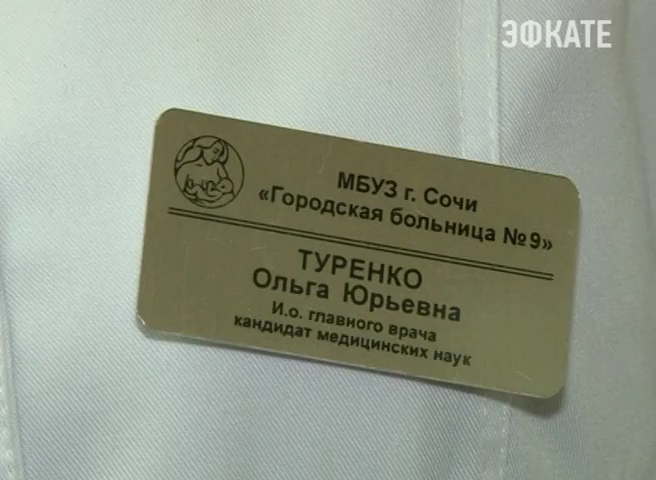 ЭФКАТЕ
МБУЗ г. Сочи
«Городская больница №9»
ТУРЕНКО
Ольга Юрьевна
И.о. главного врача
кандидат медицинских наук